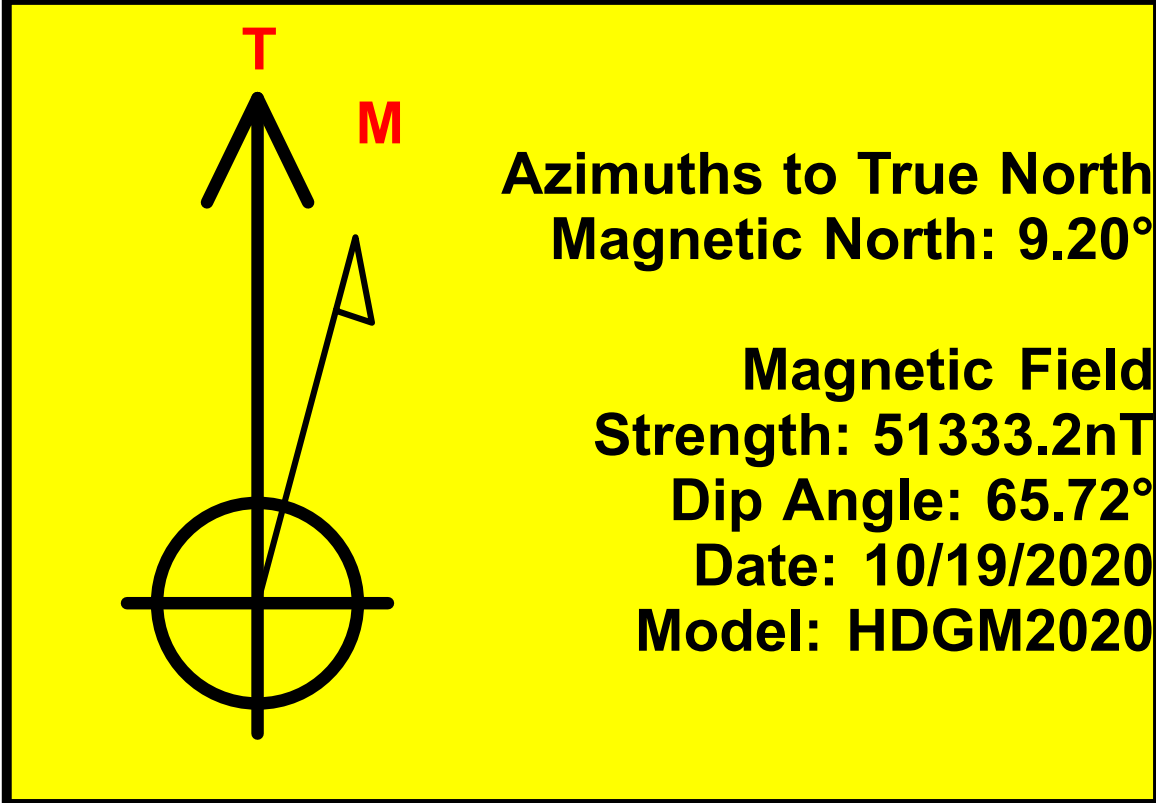 T
M
Azimuths to True North
Magnetic North: 9.20°
Magnetic Field
Strength: 51333.2nT
Dip Angle: 65.72°
Date: 10/19/2020
Model: HDGM2020